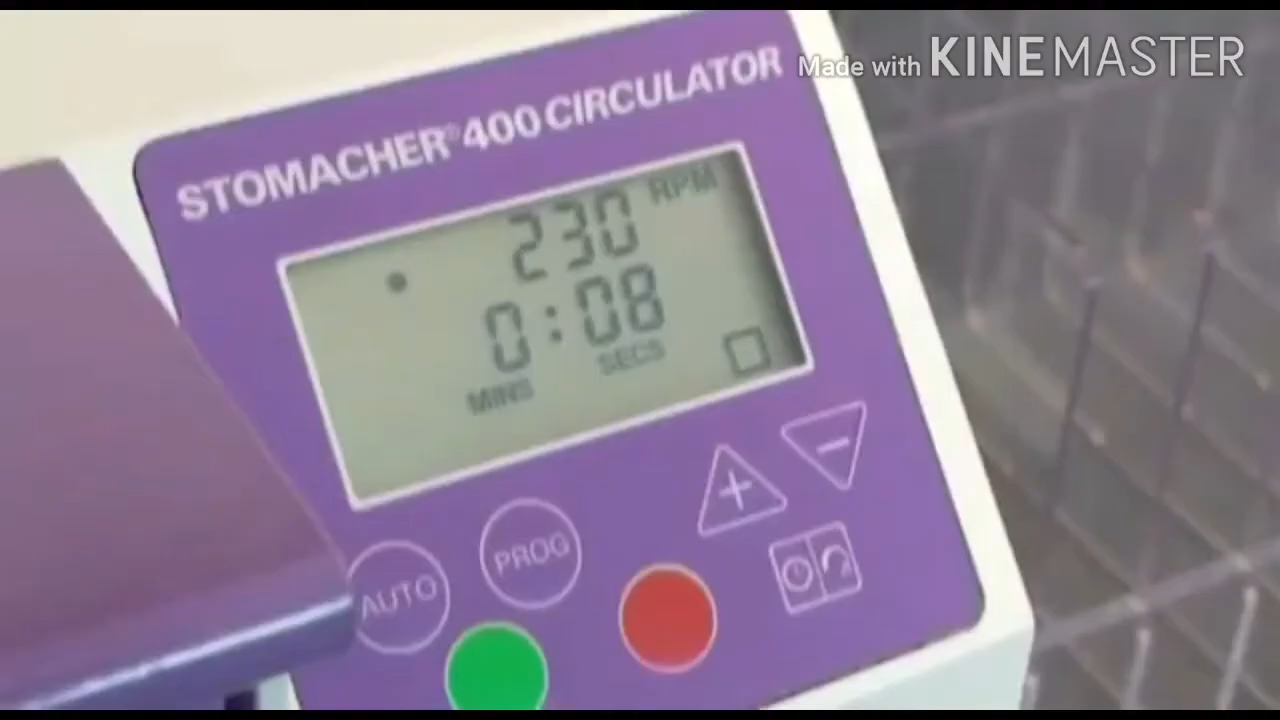 Made with KINEMASTER
STOMACHER® 400 CIRCULATOR
230 RPM
0:08
MINS SECS
AUTO PROG + −